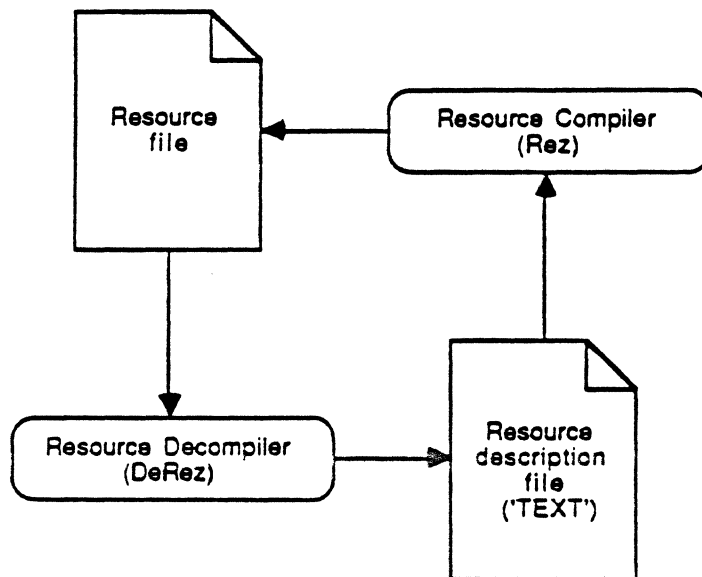 Resource
file
Resource Compiler
(Rez)
Resource Decompiler
(DeRez)
Resource
description
file
('TEXT')